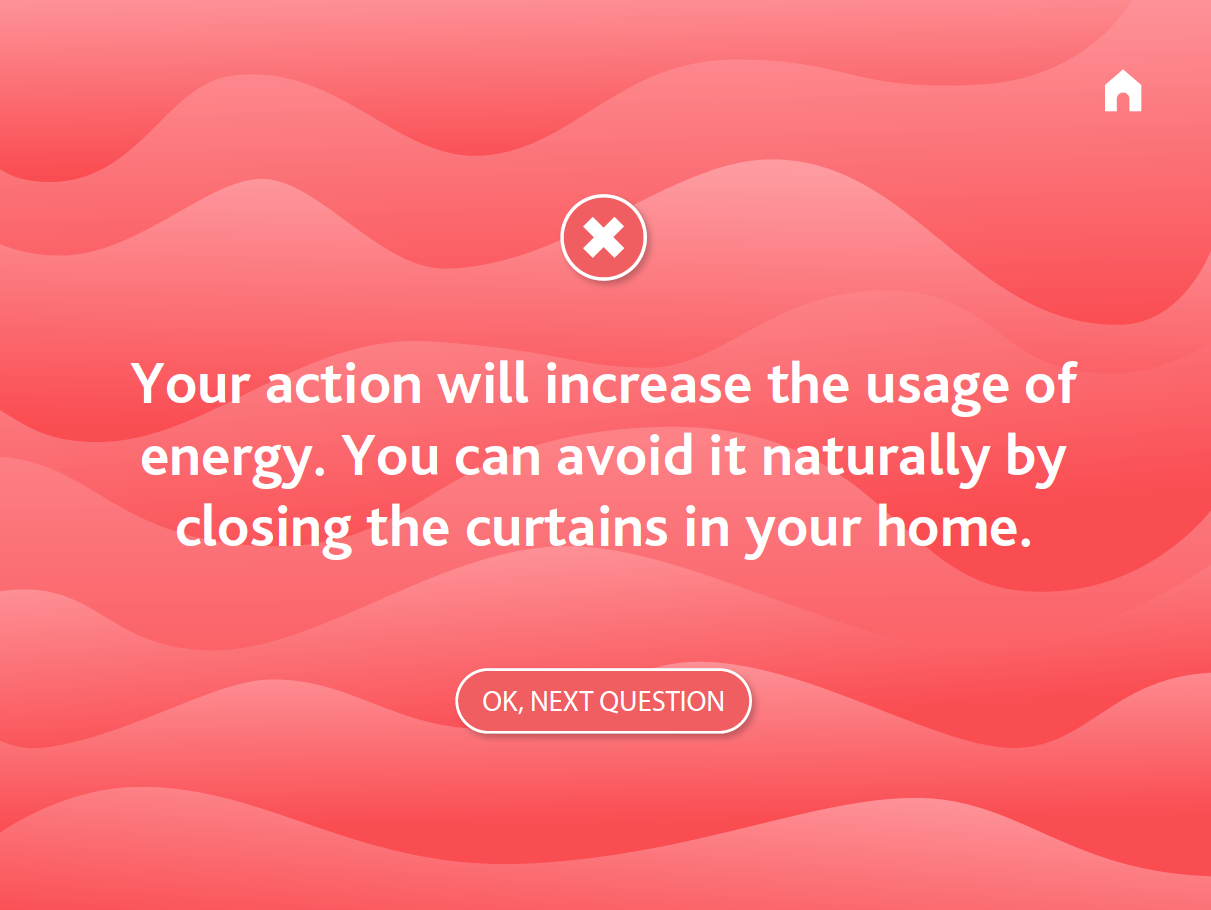 Your action will increase the usage of
energy. You can avoid it naturally by
closing the curtains in your home.
OK, NEXT QUESTION